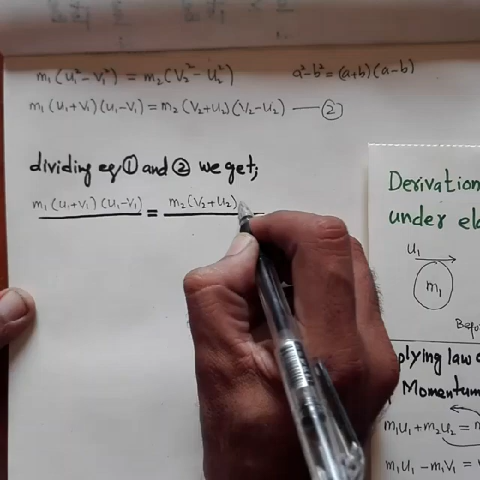 m₁(u₁²-v₁²) = m₂(v₂²-u₂²) a²-b²=(a+b)(a-b)
m₁(u₁+v₁)(u₁-v₁) = m₂(v₂+u₂)(v₂-u₂) — ②
dividing eq ① and ② we get;
m₁(u₁+v₁)(u₁-v₁) = m₂(v₂+u₂)
Derivation
under
u₁
m₁
law
Momentum
m₁u₁+m₂u₂ =
m₁u₁-m₁v₁ =